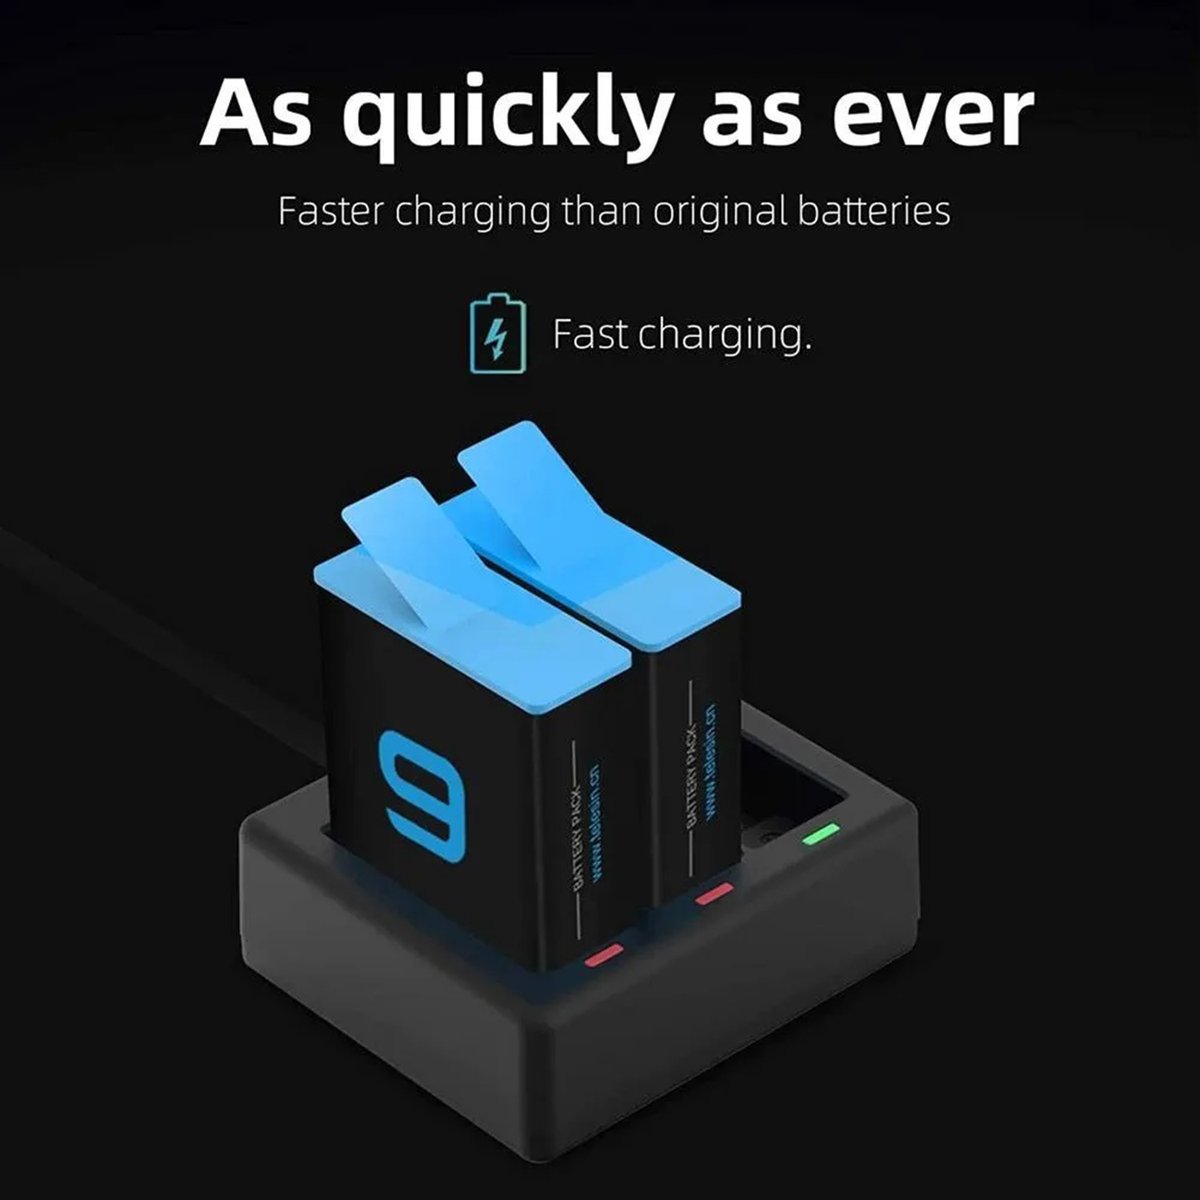 As quickly as ever
Faster charging than original batteries
Fast charging.
9
BATTERY PACK
www.telesin.cn
BATTERY PACK
www.telesin.cn